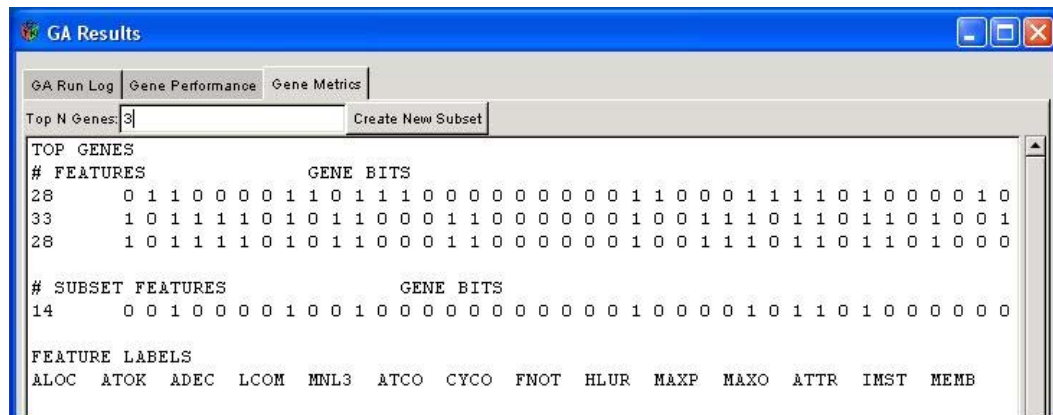 GA Results
GA Run Log Gene Performance Gene Metrics
Top N Genes: 3 Create New Subset
TOP GENES
# FEATURES GENE BITS
28 0 1 1 0 0 0 0 1 1 0 1 1 1 0 0 0 0 0 0 0 0 0 1 1 0 0 0 1 1 1 1 0 1 0 0 0 0 1 0
33 1 0 1 1 1 1 0 1 0 1 1 0 0 0 1 1 0 0 0 0 0 0 1 0 0 0 1 1 0 1 1 0 1 1 0 1 0 0 1
28 1 0 1 1 1 1 0 1 0 1 1 0 0 0 1 1 0 0 0 0 0 0 1 0 0 1 1 1 0 1 1 0 1 1 0 1 0 0 0
# SUBSET FEATURES GENE BITS
14 0 0 1 0 0 0 0 1 0 0 1 0 0 0 0 0 0 0 0 0 0 0 1 0 0 0 0 1 0 1 1 0 1 0 0 0 0 0 0
FEATURE LABELS
ALOC ATOK ADEC LCOM MNL3 ATCO CYCO FNOT HLUR MAXP MAXO ATTR IMST MEMB